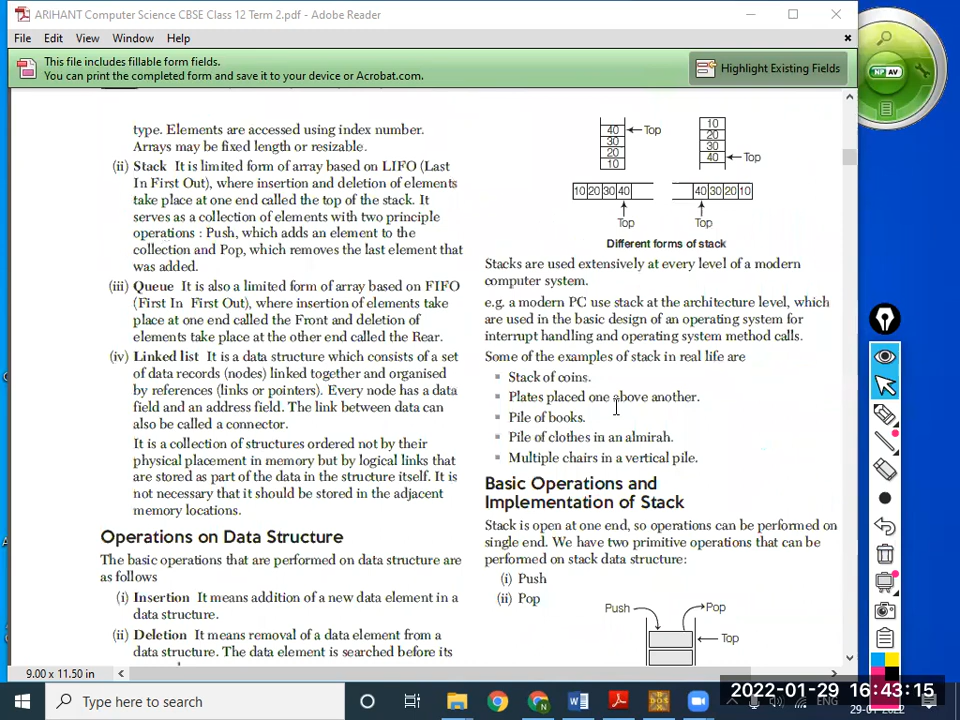 ARIHANT Computer Science CBSE Class 12 Term 2.pdf - Adobe Reader
File Edit View Window Help
This file includes fillable form fields.
You can print the completed form and save it to your device or Acrobat.com.
Highlight Existing Fields
type. Elements are accessed using index number.
Arrays may be fixed length or resizable.
(ii) Stack It is limited form of array based on LIFO (Last
In First Out), where insertion and deletion of elements
take place at one end called the top of the stack. It
serves as a collection of elements with two principle
operations : Push, which adds an element to the
collection and Pop, which removes the last element that
was added.
(iii) Queue It is also a limited form of array based on FIFO
(First In First Out), where insertion of elements take
place at one end called the Front and deletion of
elements take place at the other end called the Rear.
(iv) Linked list It is a data structure which consists of a set
of data records (nodes) linked together and organised
by references (links or pointers). Every node has a data
field and an address field. The link between data can
also be called a connector.
It is a collection of structures ordered not by their
physical placement in memory but by logical links that
are stored as part of the data in the structure itself. It is
not necessary that it should be stored in the adjacent
memory locations.
Operations on Data Structure
The basic operations that are performed on data structure are
as follows
(i) Insertion It means addition of a new data element in a
data structure.
(ii) Deletion It means removal of a data element from a
data structure. The data element is searched before its
40 Top
30
20
10
10
20
30
40 Top
10 20 30 40
Top
40 30 20 10
Top
Different forms of stack
Stacks are used extensively at every level of a modern
computer system.
e.g. a modern PC use stack at the architecture level, which
are used in the basic design of an operating system for
interrupt handling and operating system method calls.
Some of the examples of stack in real life are
Stack of coins.
Plates placed one above another.
Pile of books.
Pile of clothes in an almirah.
Multiple chairs in a vertical pile.
Basic Operations and
Implementation of Stack
Stack is open at one end, so operations can be performed on
single end. We have two primitive operations that can be
performed on stack data structure:
(i) Push
(ii) Pop
Push Pop
Top
9.00 x 11.50 in
Type here to search
2022-01-29 16:43:15
ENG
29-01-2022